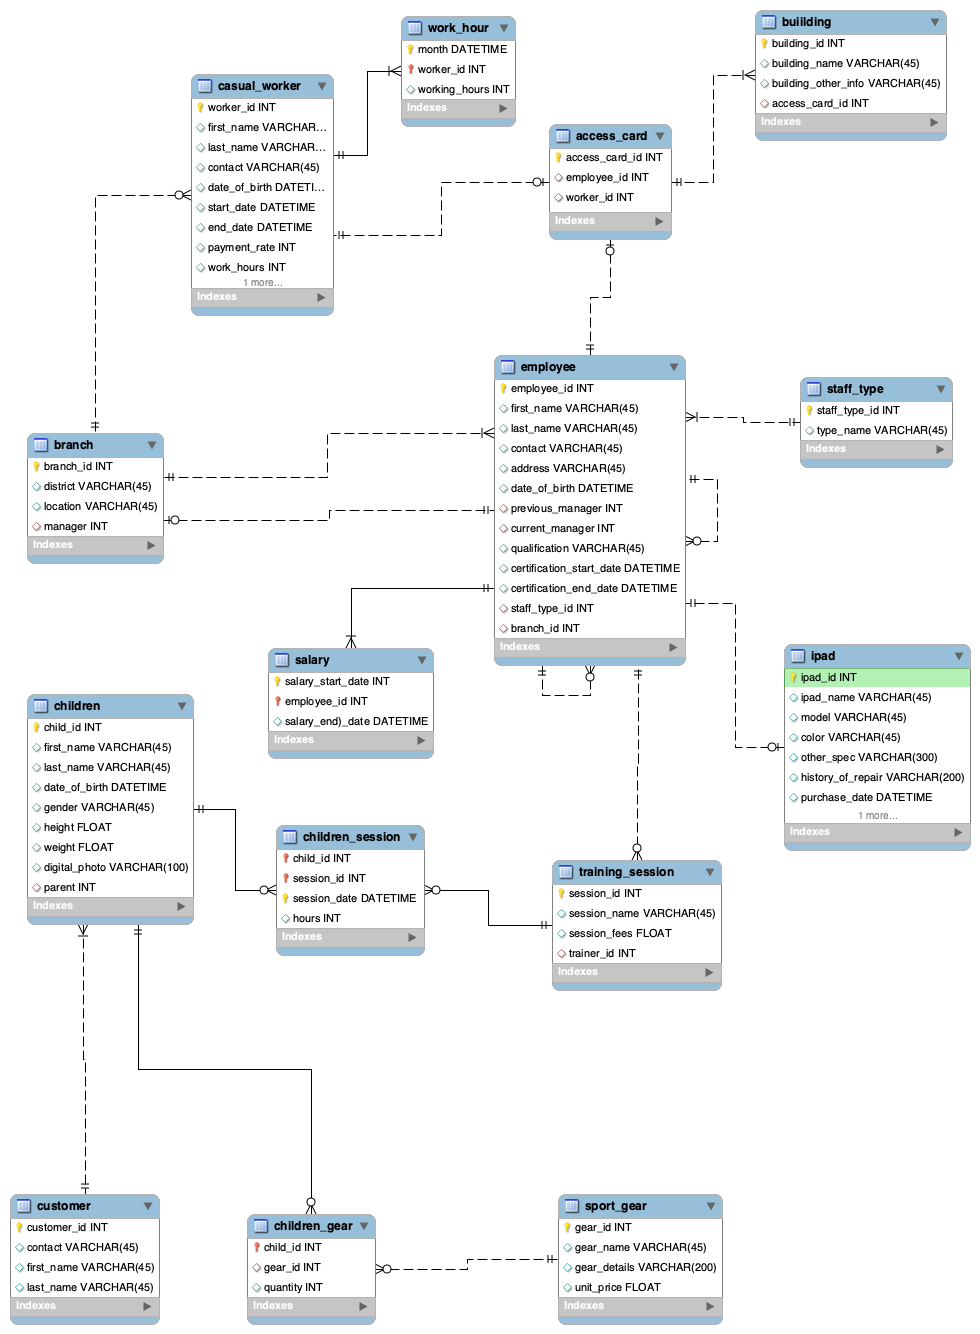 work_hour
month DATETIME
worker_id INT
working_hours INT
Indexes
buiilding
building_id INT
building_name VARCHAR(45)
building_other_info VARCHAR(45)
access_card_id INT
Indexes
casual_worker
worker_id INT
first_name VARCHAR...
last_name VARCHAR...
contact VARCHAR(45)
date_of_birth DATETI...
start_date DATETIME
end_date DATETIME
payment_rate INT
work_hours INT
1 more...
Indexes
access_card
access_card_id INT
employee_id INT
worker_id INT
Indexes
employee
employee_id INT
first_name VARCHAR(45)
last_name VARCHAR(45)
contact VARCHAR(45)
address VARCHAR(45)
date_of_birth DATETIME
previous_manager INT
current_manager INT
qualification VARCHAR(45)
certification_start_date DATETIME
certification_end_date DATETIME
staff_type_id INT
branch_id INT
Indexes
staff_type
staff_type_id INT
type_name VARCHAR(45)
Indexes
branch
branch_id INT
district VARCHAR(45)
location VARCHAR(45)
manager INT
Indexes
salary
salary_start_date INT
employee_id INT
salary_end)_date DATETIME
Indexes
ipad
ipad_id INT
ipad_name VARCHAR(45)
model VARCHAR(45)
color VARCHAR(45)
other_spec VARCHAR(300)
history_of_repair VARCHAR(200)
purchase_date DATETIME
1 more...
Indexes
children
child_id INT
first_name VARCHAR(45)
last_name VARCHAR(45)
date_of_birth DATETIME
gender VARCHAR(45)
height FLOAT
weight FLOAT
digital_photo VARCHAR(100)
parent INT
Indexes
children_session
child_id INT
session_id INT
session_date DATETIME
hours INT
Indexes
training_session
session_id INT
session_name VARCHAR(45)
session_fees FLOAT
trainer_id INT
Indexes
customer
customer_id INT
contact VARCHAR(45)
first_name VARCHAR(45)
last_name VARCHAR(45)
Indexes
children_gear
child_id INT
gear_id INT
quantity INT
Indexes
sport_gear
gear_id INT
gear_name VARCHAR(45)
gear_details VARCHAR(200)
unit_price FLOAT
Indexes